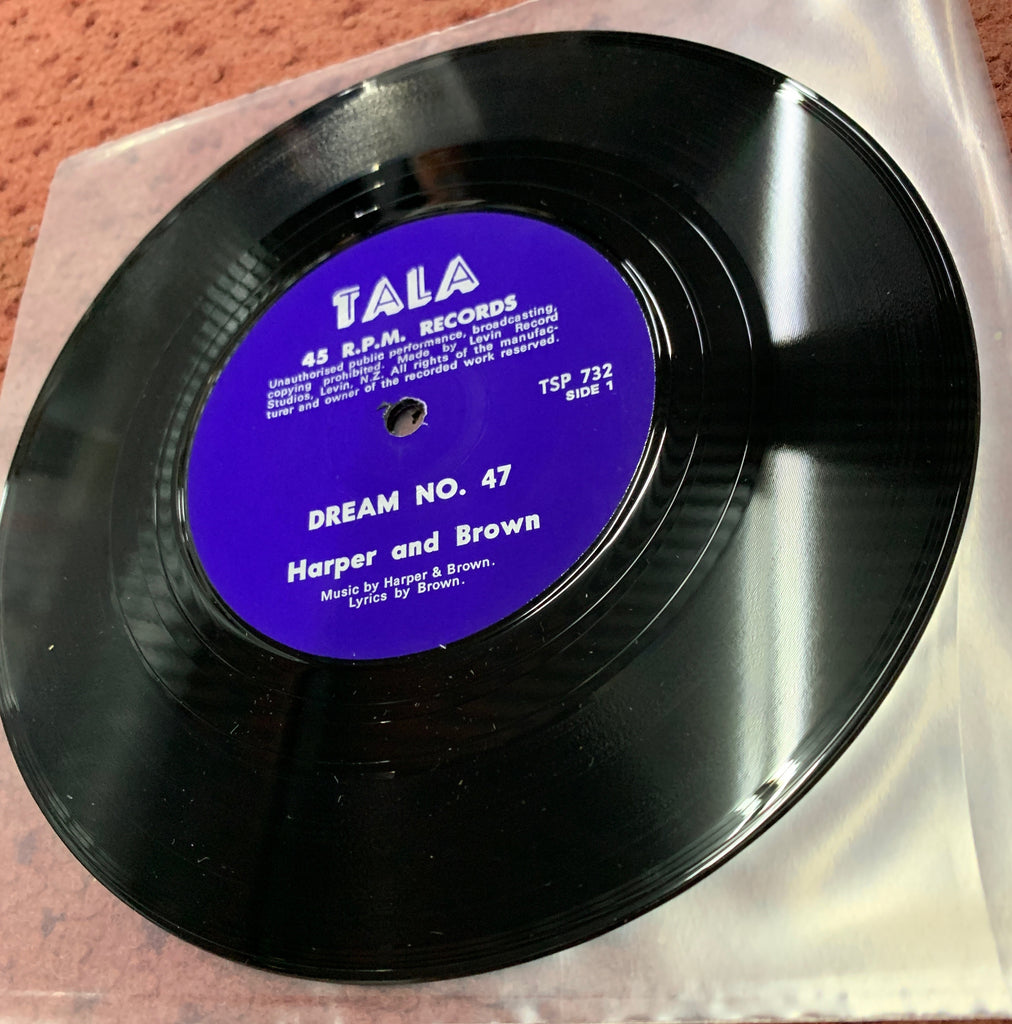 TALA
45 R.P.M. RECORDS
Unauthorised public performance, broadcasting,
copying prohibited. Made by Levin Record
Studios, Levin, N.Z. All rights of the manufac-
turer and owner of the recorded work reserved.
TSP 732
SIDE 1
DREAM NO. 47
Harper and Brown
Music by Harper & Brown.
Lyrics by Brown.